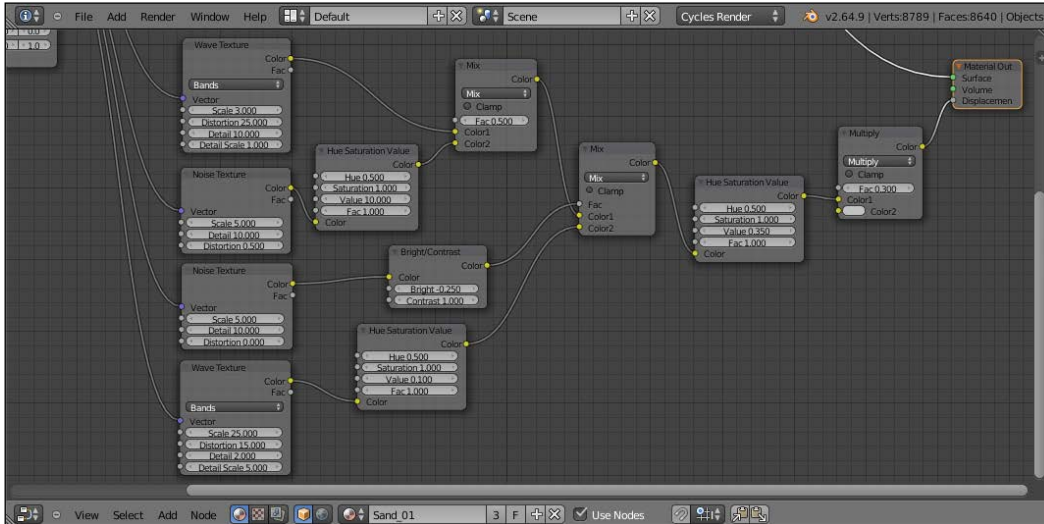 File Add Render Window Help Default Scene Cycles Render v2.64.9 | Verts:8789 | Faces:8640 | Objects
1.0
Wave Texture
Color
Fac
Bands
Vector
Scale 3.000
Distortion 25.000
Detail 10.000
Detail Scale 1.000
Noise Texture
Color
Fac
Vector
Scale 5.000
Detail 10.000
Distortion 0.500
Noise Texture
Color
Fac
Vector
Scale 5.000
Detail 10.000
Distortion 0.000
Wave Texture
Color
Fac
Bands
Vector
Scale 25.000
Distortion 15.000
Detail 2.000
Detail Scale 5.000
Hue Saturation Value
Color
Hue 0.500
Saturation 1.000
Value 10.000
Fac 1.000
Color
Bright/Contrast
Color
Color
Bright -0.250
Contrast 1.000
Hue Saturation Value
Color
Hue 0.500
Saturation 1.000
Value 0.100
Fac 1.000
Color
Mix
Color
Mix
Clamp
Fac 0.500
Color1
Color2
Mix
Color
Mix
Clamp
Fac
Color1
Color2
Hue Saturation Value
Color
Hue 0.500
Saturation 1.000
Value 0.350
Fac 1.000
Color
Multiply
Color
Multiply
Clamp
Fac 0.300
Color1
Color2
Material Out
Surface
Volume
Displacemen
View Select Add Node Sand_01 3 F Use Nodes